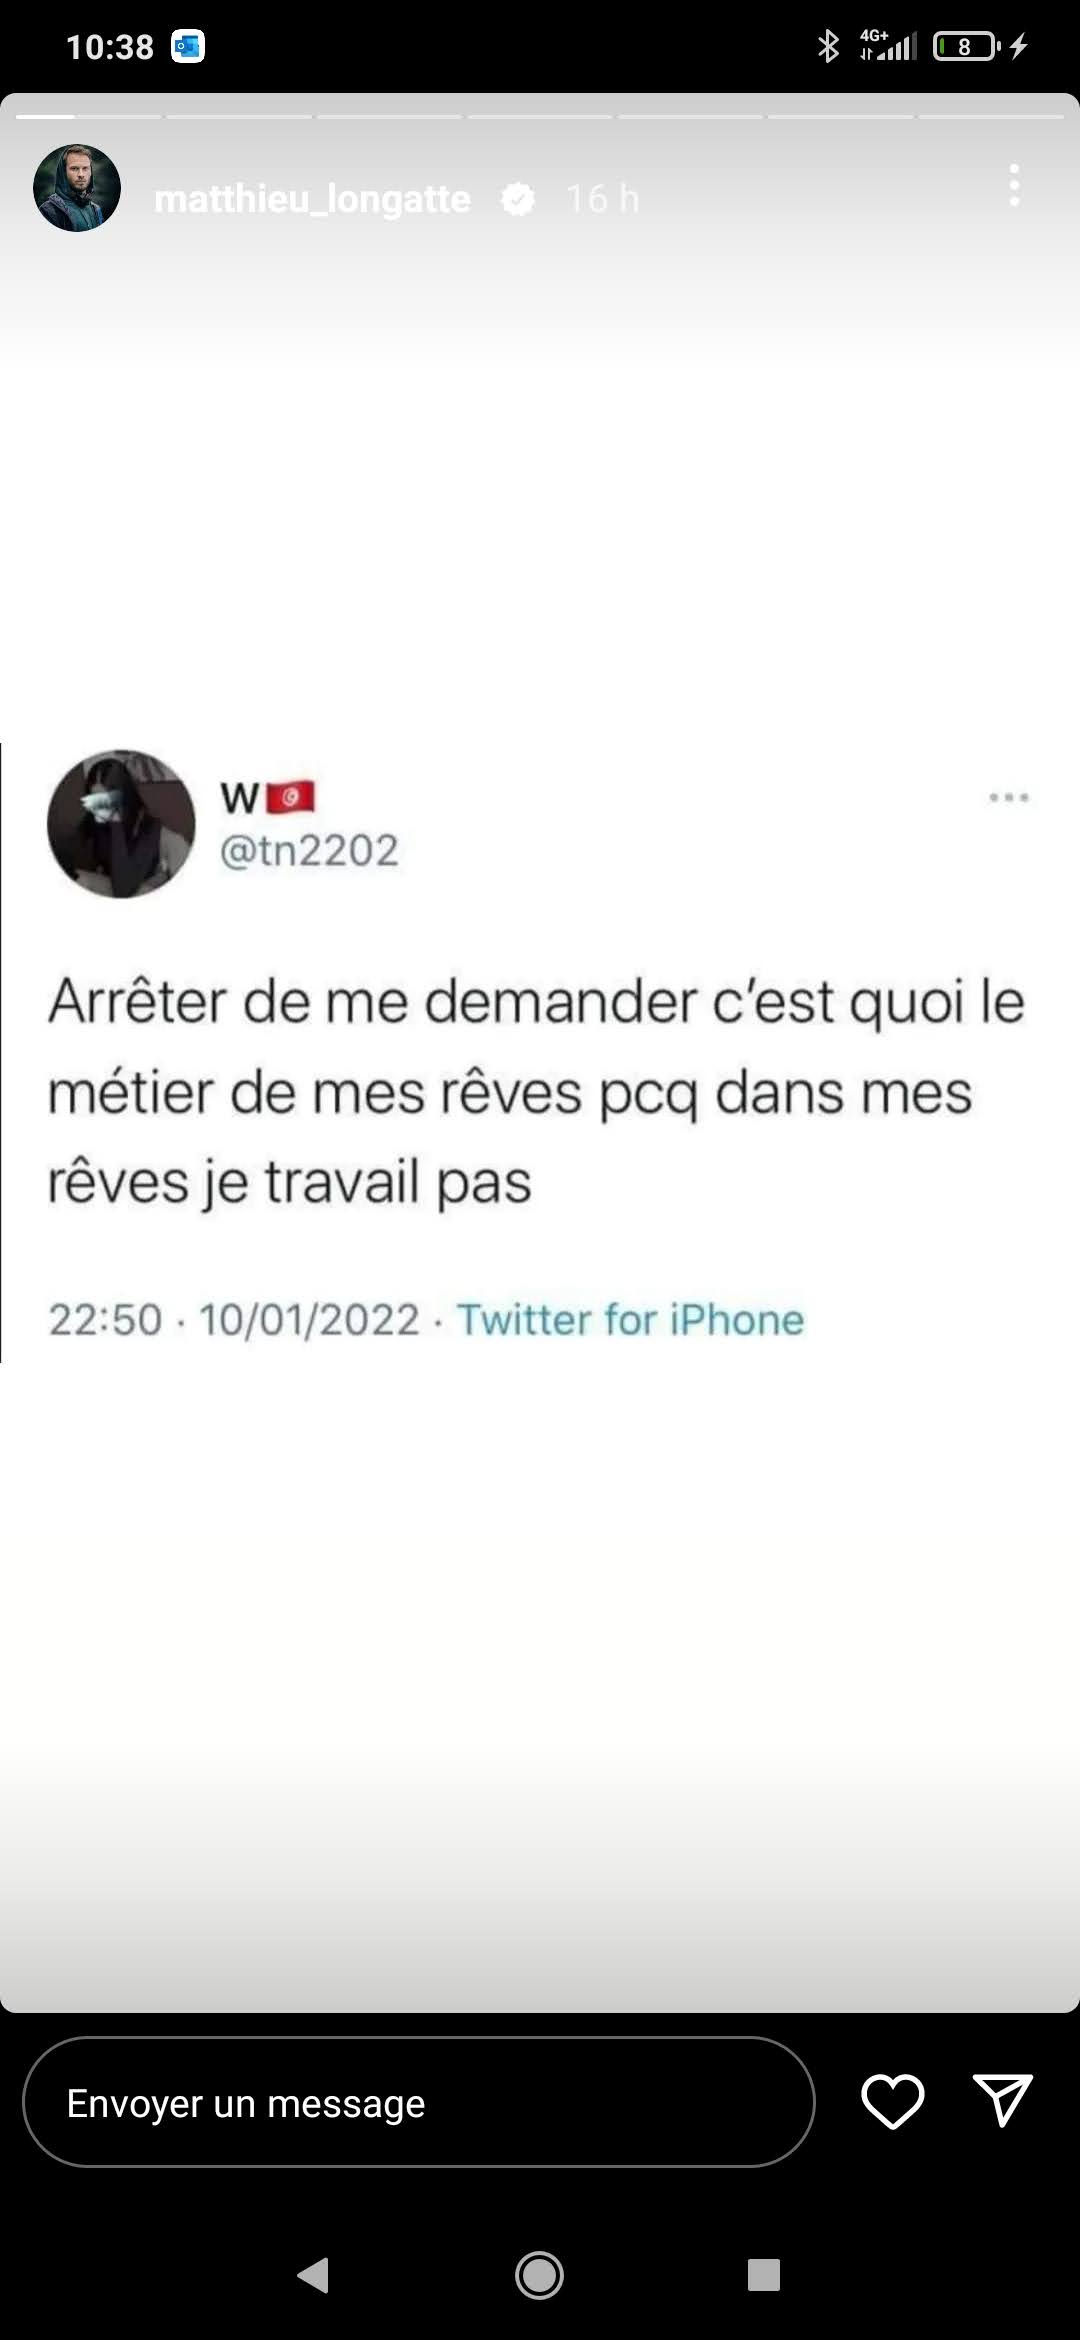 10:38
4G+
8
matthieu_longatte 16 h
W
@tn2202
Arrêter de me demander c'est quoi le
métier de mes rêves pcq dans mes
rêves je travail pas
22:50 · 10/01/2022 · Twitter for iPhone
Envoyer un message